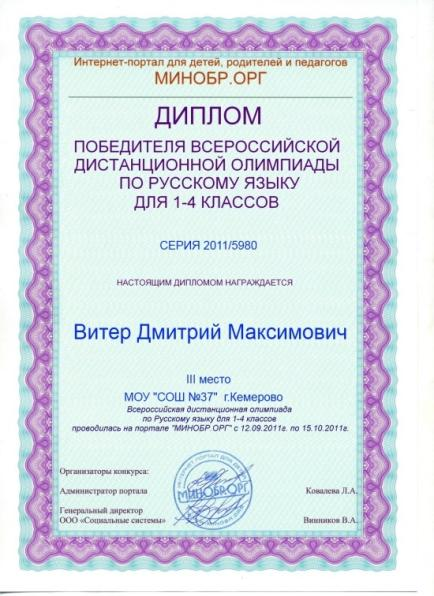 Интернет-портал для детей, родителей и педагогов
МИНОБР.ОРГ
ДИПЛОМ
ПОБЕДИТЕЛЯ ВСЕРОССИЙСКОЙ
ДИСТАНЦИОННОЙ ОЛИМПИАДЫ
ПО РУССКОМУ ЯЗЫКУ
ДЛЯ 1-4 КЛАССОВ
СЕРИЯ 2011/5980
НАСТОЯЩИМ ДИПЛОМОМ НАГРАЖДАЕТСЯ
Витер Дмитрий Максимович
III место
МОУ "СОШ №37" г.Кемерово
Всероссийская дистанционная олимпиада
по Русскому языку для 1-4 классов
проводилась на портале "МИНОБР.ОРГ" с 12.09.2011г. по 15.10.2011г.
Организаторы конкурса:
Администратор портала Ковалева Л.А.
МИНОБР.ОРГ
Генеральный директор
ООО «Социальные системы» Винников В.А.